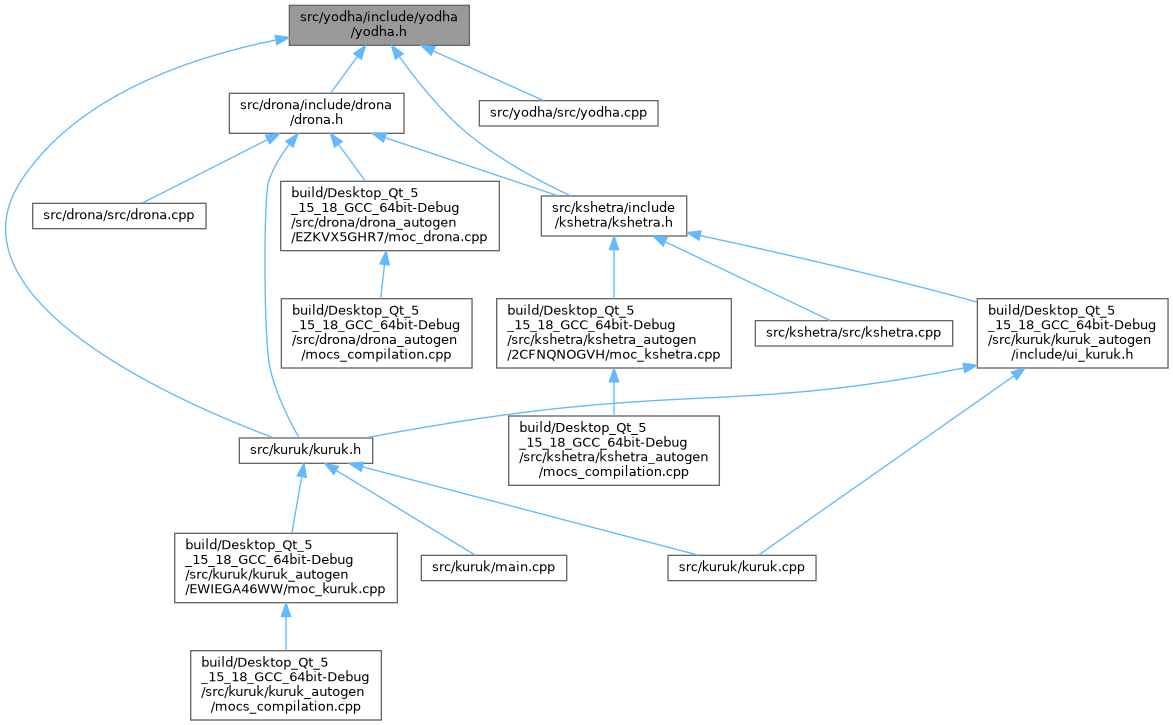 src/yodha/include/yodha
/yodha.h
src/drona/include/drona
/drona.h
src/yodha/src/yodha.cpp
src/drona/src/drona.cpp
build/Desktop_Qt_5
_15_18_GCC_64bit-Debug
/src/drona/drona_autogen
/EZKVX5GHR7/moc_drona.cpp
src/kshetra/include
/kshetra/kshetra.h
build/Desktop_Qt_5
_15_18_GCC_64bit-Debug
/src/drona/drona_autogen
/mocs_compilation.cpp
build/Desktop_Qt_5
_15_18_GCC_64bit-Debug
/src/kshetra/kshetra_autogen
/2CFNQNOGVH/moc_kshetra.cpp
src/kshetra/src/kshetra.cpp
build/Desktop_Qt_5
_15_18_GCC_64bit-Debug
/src/kuruk/kuruk_autogen
/include/ui_kuruk.h
src/kuruk/kuruk.h
build/Desktop_Qt_5
_15_18_GCC_64bit-Debug
/src/kshetra/kshetra_autogen
/mocs_compilation.cpp
build/Desktop_Qt_5
_15_18_GCC_64bit-Debug
/src/kuruk/kuruk_autogen
/EWIEGA46WW/moc_kuruk.cpp
src/kuruk/main.cpp
src/kuruk/kuruk.cpp
build/Desktop_Qt_5
_15_18_GCC_64bit-Debug
/src/kuruk/kuruk_autogen
/mocs_compilation.cpp